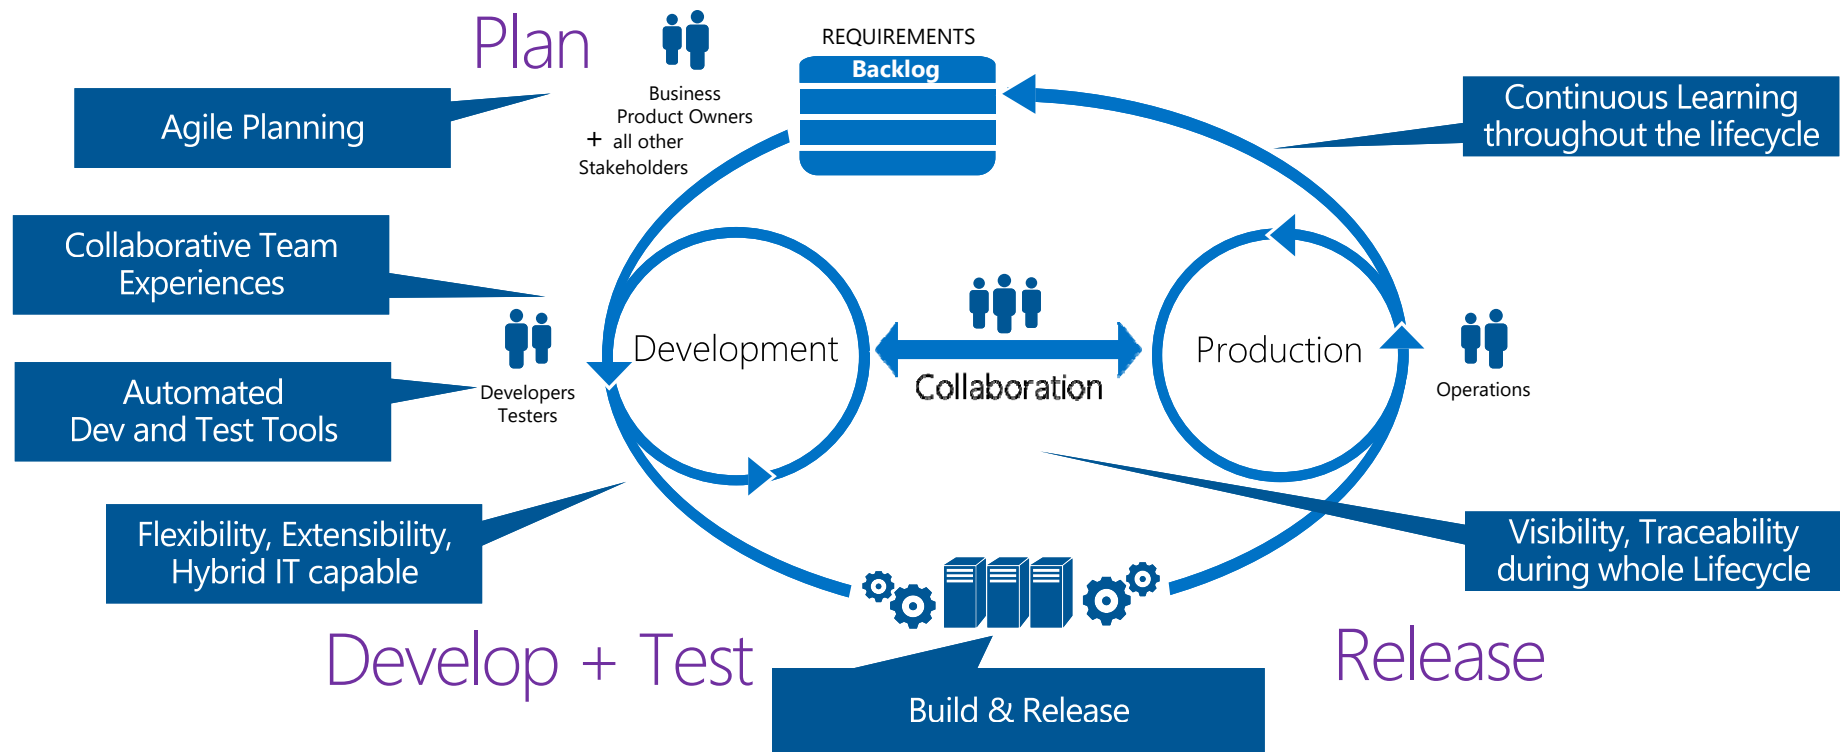 Plan
REQUIREMENTS
Backlog
Business
Product Owners
+ all other
Stakeholders
Agile Planning
Continuous Learning
throughout the lifecycle
Collaborative Team
Experiences
Development
Collaboration
Production
Developers
Testers
Operations
Automated
Dev and Test Tools
Flexibility, Extensibility,
Hybrid IT capable
Visibility, Traceability
during whole Lifecycle
Develop + Test
Release
Build & Release